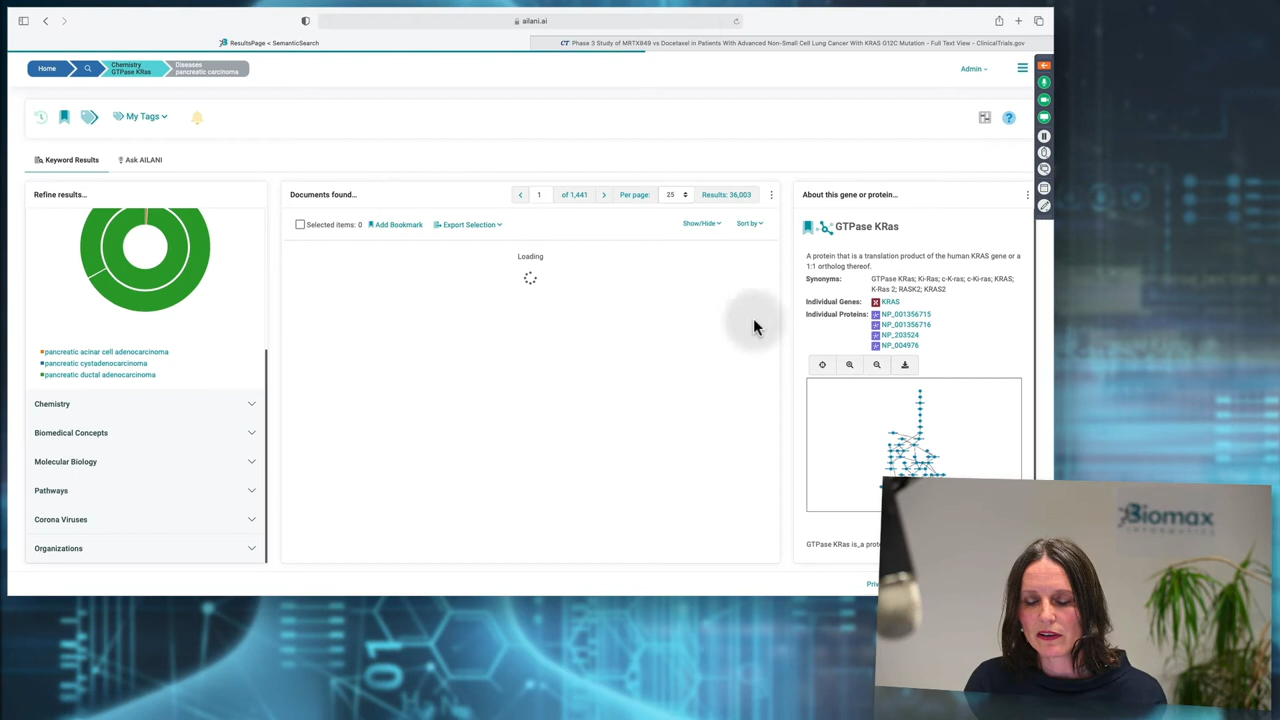 ailani.ai
ResultsPage < SemanticSearch
CT Phase 3 Study of MRTX849 vs Docetaxel in Patients With Advanced Non-Small Cell Lung Cancer With KRAS G12C Mutation - Full Text View - ClinicalTrials.gov
Home
Chemistry
GTPase KRas
Diseases
pancreatic carcinoma
Admin
My Tags
?
Keyword Results
Ask AILANI
Refine results...
Documents found...
1
of 1,441
Per page:
25
Results: 36,003
About this gene or protein...
Selected items: 0
Add Bookmark
Export Selection
Show/Hide
Sort by
Loading
GTPase KRas
A protein that is a translation product of the human KRAS gene or a
1:1 ortholog thereof.
Synonyms:
GTPase KRas; Ki-Ras; c-K-ras; c-Ki-ras; KRAS;
K-Ras 2; RASK2; KRAS2
Individual Genes:
KRAS
Individual Proteins:
NP_001356715
NP_001356716
NP_203524
NP_004976
pancreatic acinar cell adenocarcinoma
pancreatic cystadenocarcinoma
pancreatic ductal adenocarcinoma
Chemistry
Biomedical Concepts
Molecular Biology
Pathways
Corona Viruses
Organizations
GTPase KRas is_a
Biomax
INFORMATICS
01